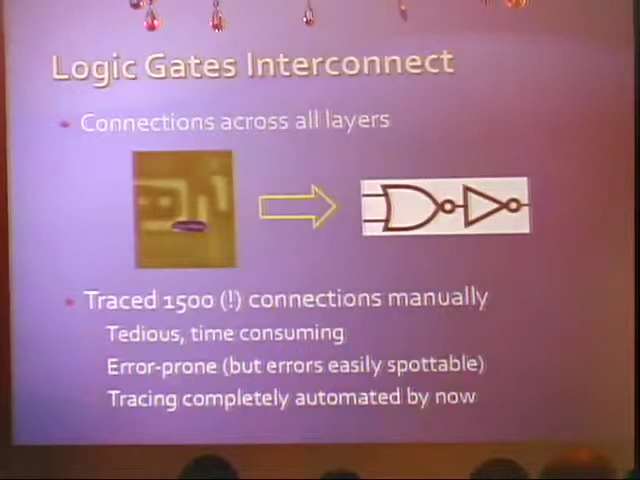 Logic Gates Interconnect
Connections across all layers
Traced 1500 (!) connections manually
Tedious, time consuming
Error-prone (but errors easily spottable)
Tracing completely automated by now